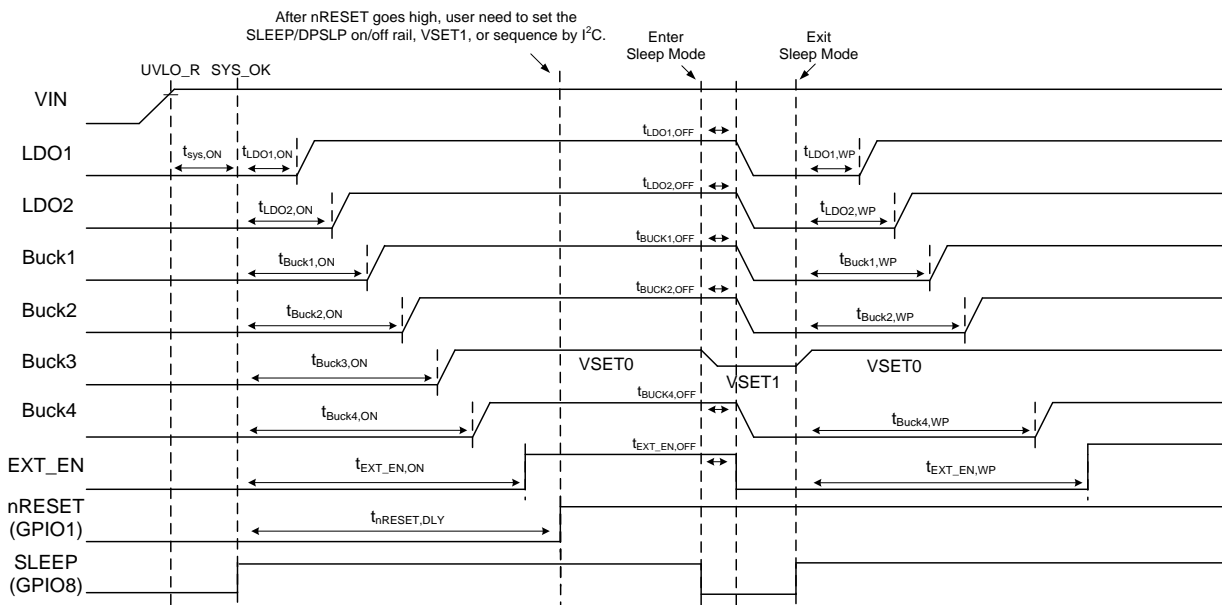 After nRESET goes high, user need to set the
SLEEP/DPSLP on/off rail, VSET1, or sequence by I²C.
Enter
Sleep Mode
Exit
Sleep Mode
UVLO_R SYS_OK
VIN
LDO1
tsys,ON
tLDO1,ON
tLDO1,OFF
tLDO1,WP
LDO2
tLDO2,ON
tLDO2,OFF
tLDO2,WP
Buck1
tBuck1,ON
tBUCK1,OFF
tBuck1,WP
Buck2
tBuck2,ON
tBUCK2,OFF
tBuck2,WP
Buck3
tBuck3,ON
VSET0
VSET1
VSET0
Buck4
tBuck4,ON
tBUCK4,OFF
tBuck4,WP
EXT_EN
tEXT_EN,ON
tEXT_EN,OFF
tEXT_EN,WP
nRESET
(GPIO1)
tnRESET,DLY
SLEEP
(GPIO8)